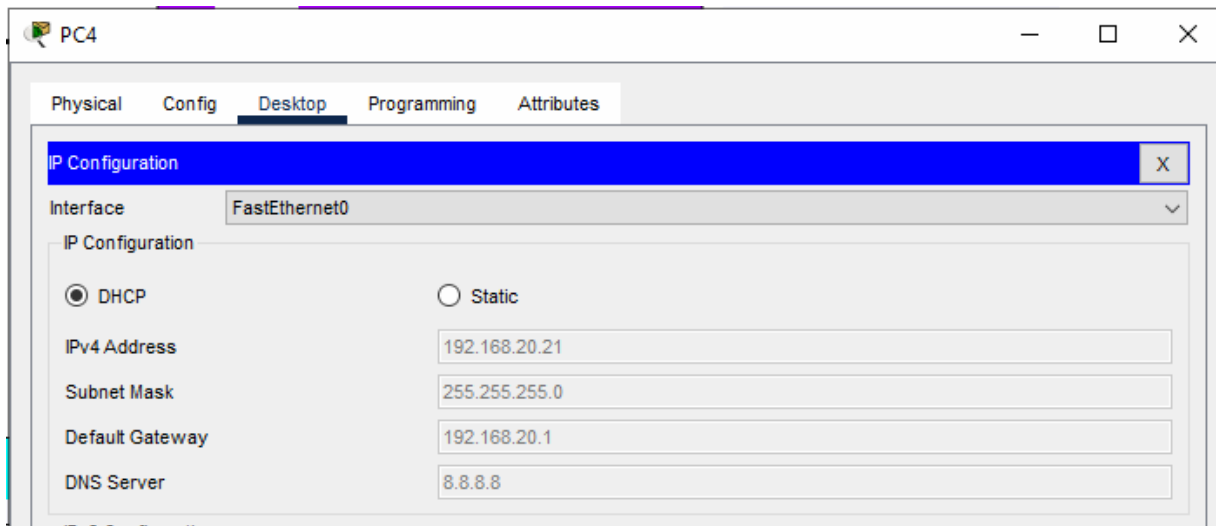 PC4
Physical Config Desktop Programming Attributes
IP Configuration X
Interface FastEthernet0
IP Configuration
DHCP Static
IPv4 Address 192.168.20.21
Subnet Mask 255.255.255.0
Default Gateway 192.168.20.1
DNS Server 8.8.8.8